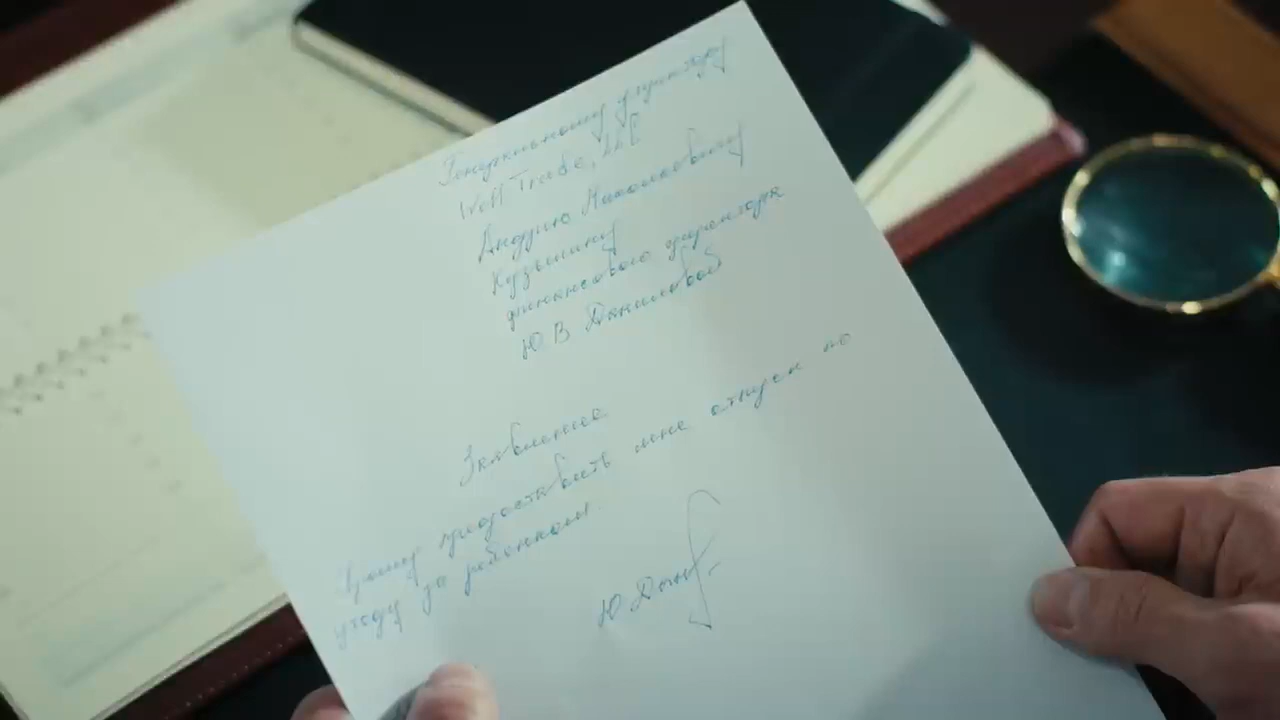 Генеральному директору
Well Trade, LLC
Андрею Николаевичу
Кузьмину
финансового директора
Ю В Даниловой
Заявление
Прошу предоставить мне отпуск по
уходу за ребенком.
Ю Дан